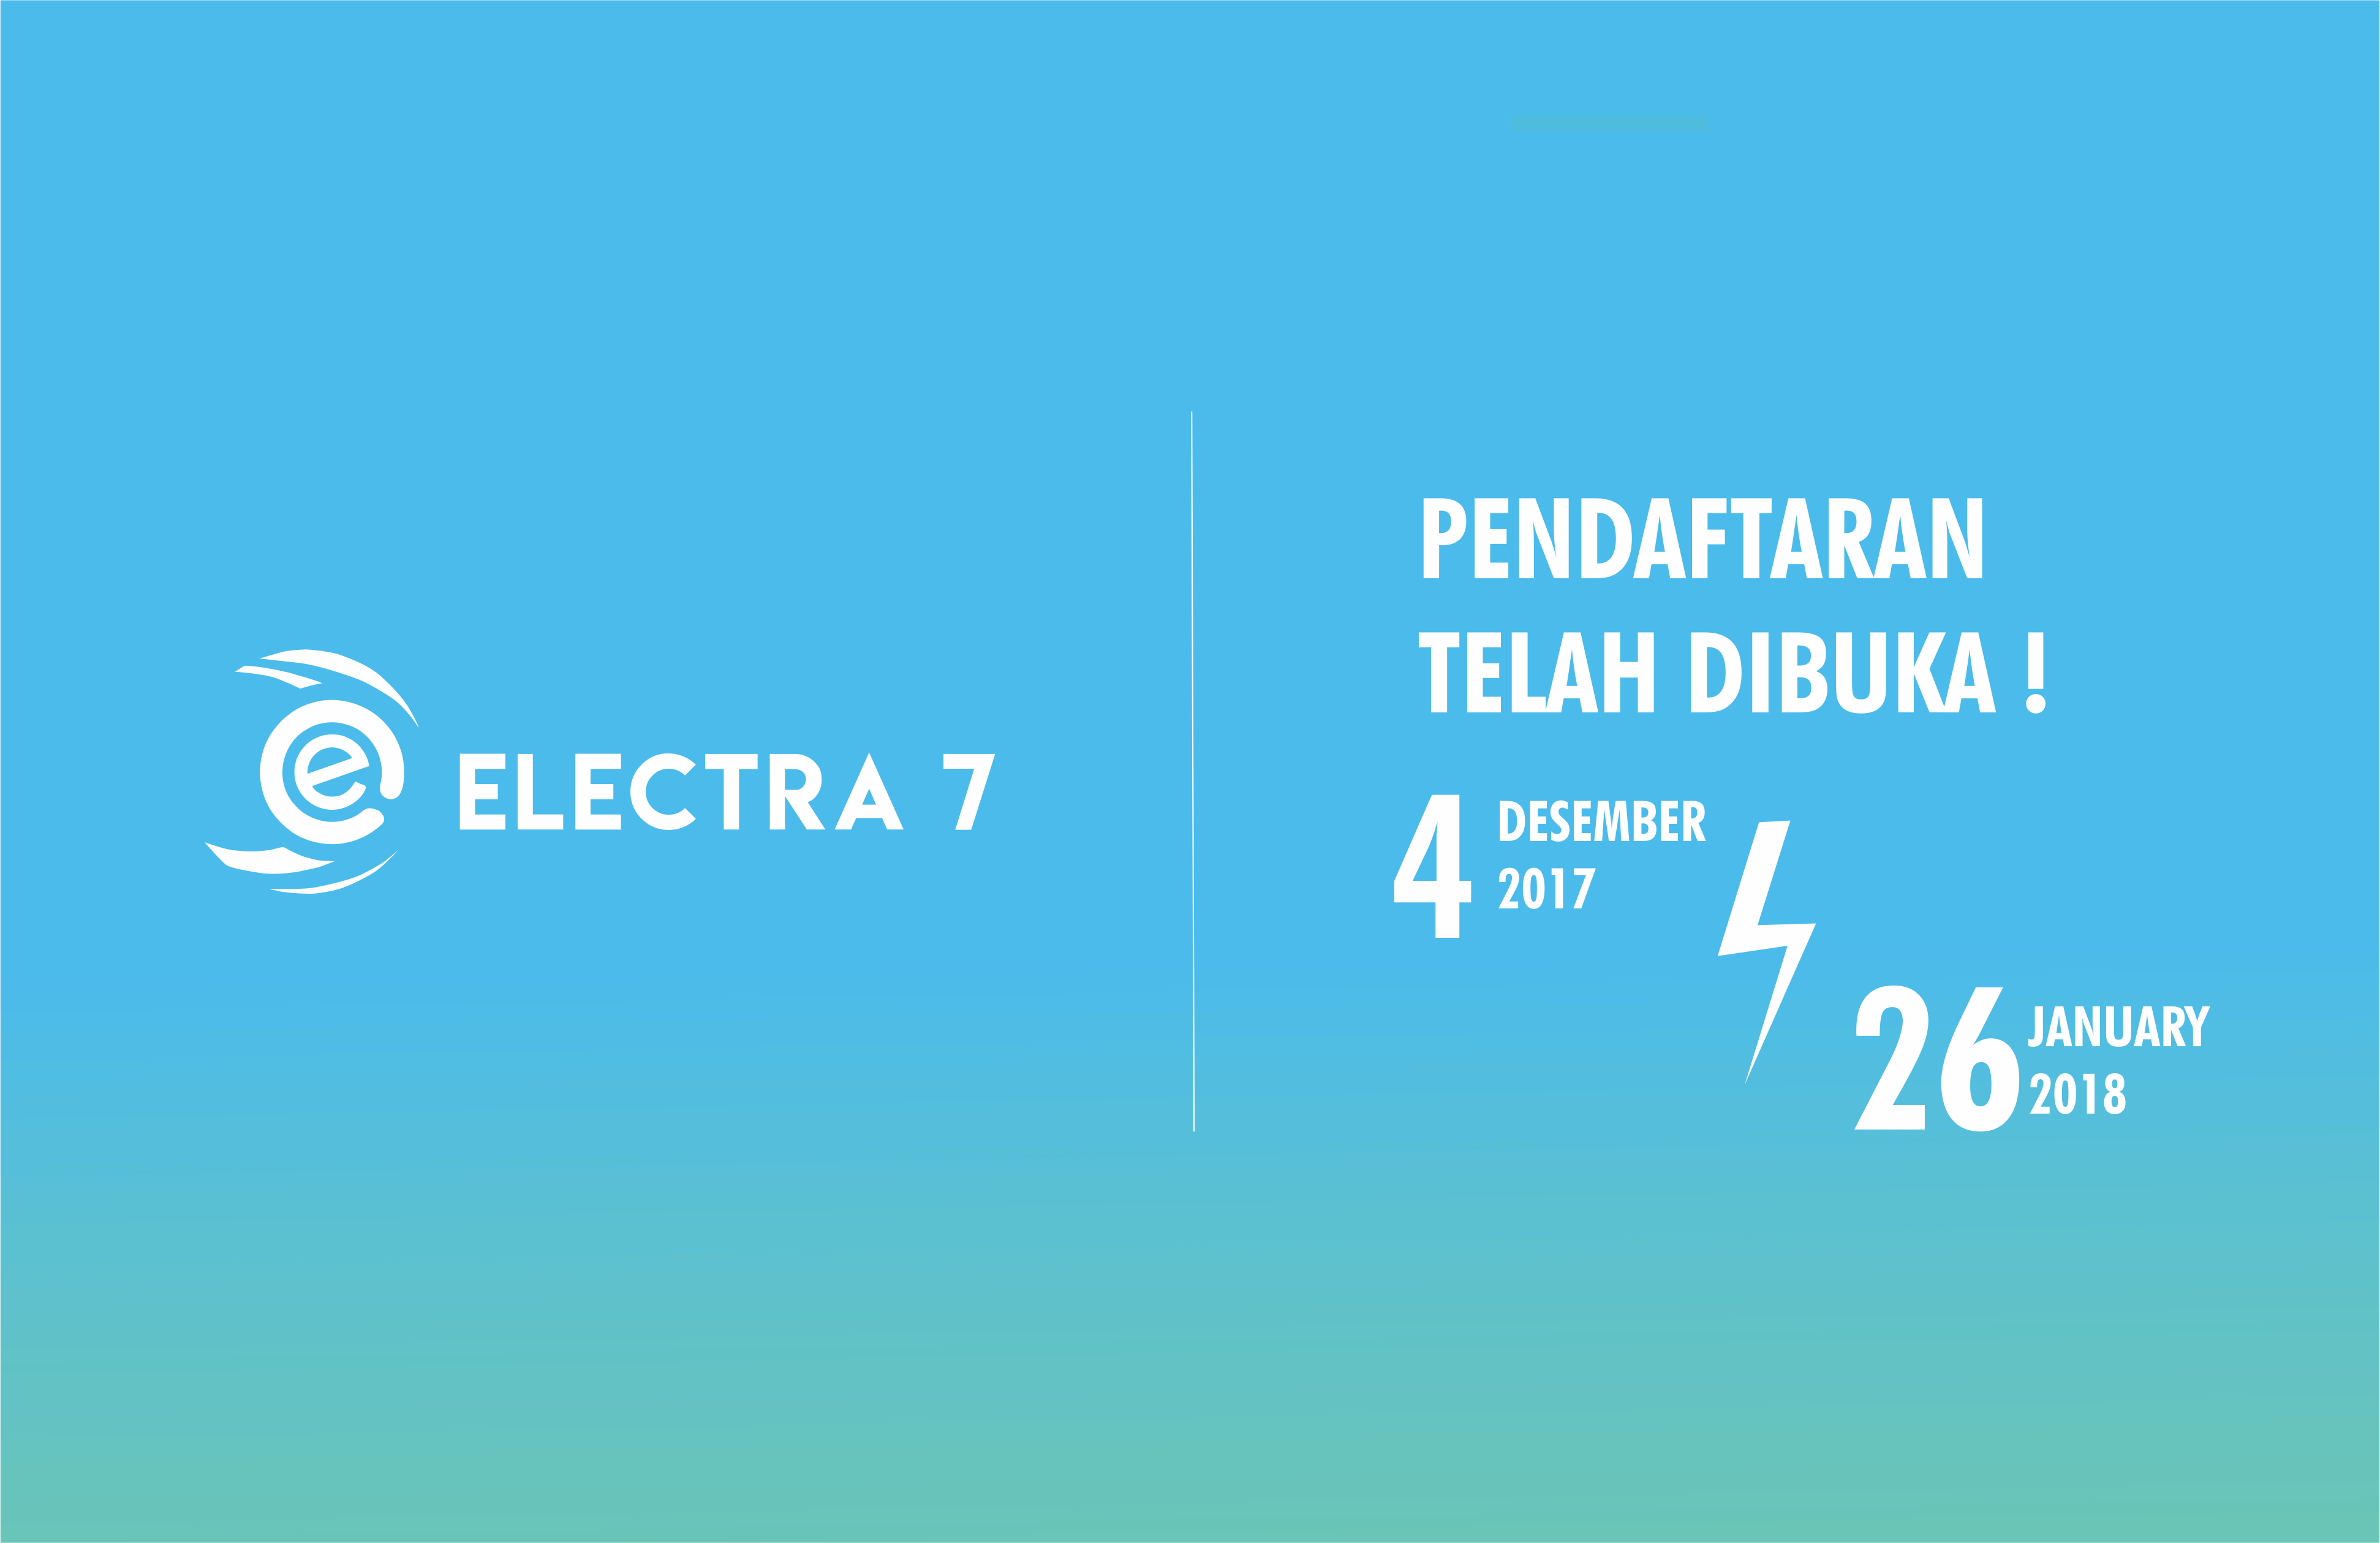 e
ELECTRA 7
PENDAFTARAN
TELAH DIBUKA !
4
DESEMBER
2017
26
JANUARY
2018